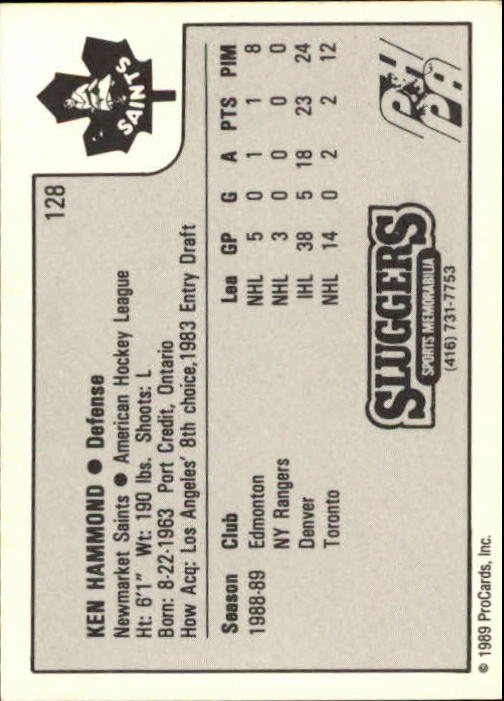 SAINTS
128
KEN HAMMOND ● Defense
Newmarket Saints ● American Hockey League
Ht: 6'1" Wt: 190 lbs. Shoots: L
Born: 8-22-1963 Port Credit, Ontario
How Acq: Los Angeles' 8th choice,1983 Entry Draft
Season Club Lea GP G A PTS PIM
1988-89 Edmonton NHL 5 0 1 1 8
NY Rangers NHL 3 0 0 0 0
Denver IHL 38 5 18 23 24
Toronto NHL 14 0 2 2 12
SLUGGERS
SPORTS MEMORABILIA
(416) 731-7753
PHPA
© 1989 ProCards, Inc.